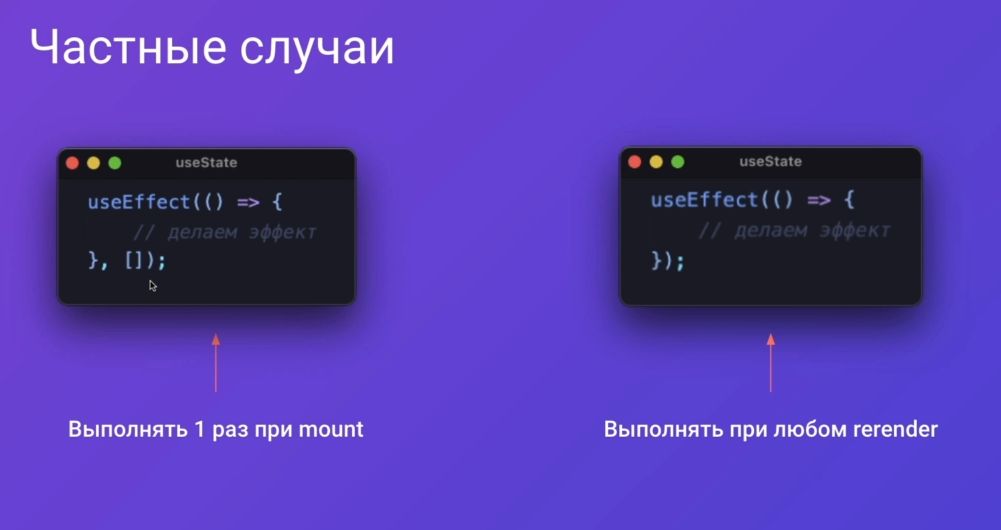 Частные случаи
useState
useEffect(() => {
// делаем эффект
}, []);
Выполнять 1 раз при mount
useState
useEffect(() => {
// делаем эффект
});
Выполнять при любом rerender